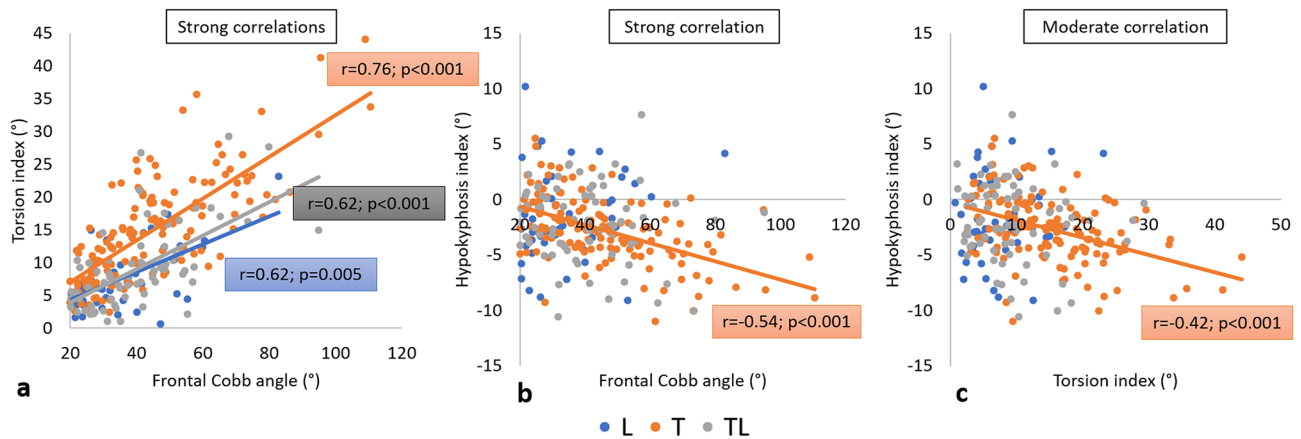 Strong correlations
45
40
35
30
25
20
15
10
5
0
Torsion index (°)
r=0.76; p<0.001
r=0.62; p<0.001
r=0.62; p=0.005
20 40 60 80 100 120
Frontal Cobb angle (°)
a
Strong correlation
15
10
5
0
-5
-10
-15
Hypokyphosis index (°)
20 40 60 80 100 120
r=-0.54; p<0.001
Frontal Cobb angle (°)
b
Moderate correlation
15
10
5
0
-5
-10
-15
Hypokyphosis index (°)
0 10 20 30 40 50
r=-0.42; p<0.001
Torsion index (°)
c
L T TL